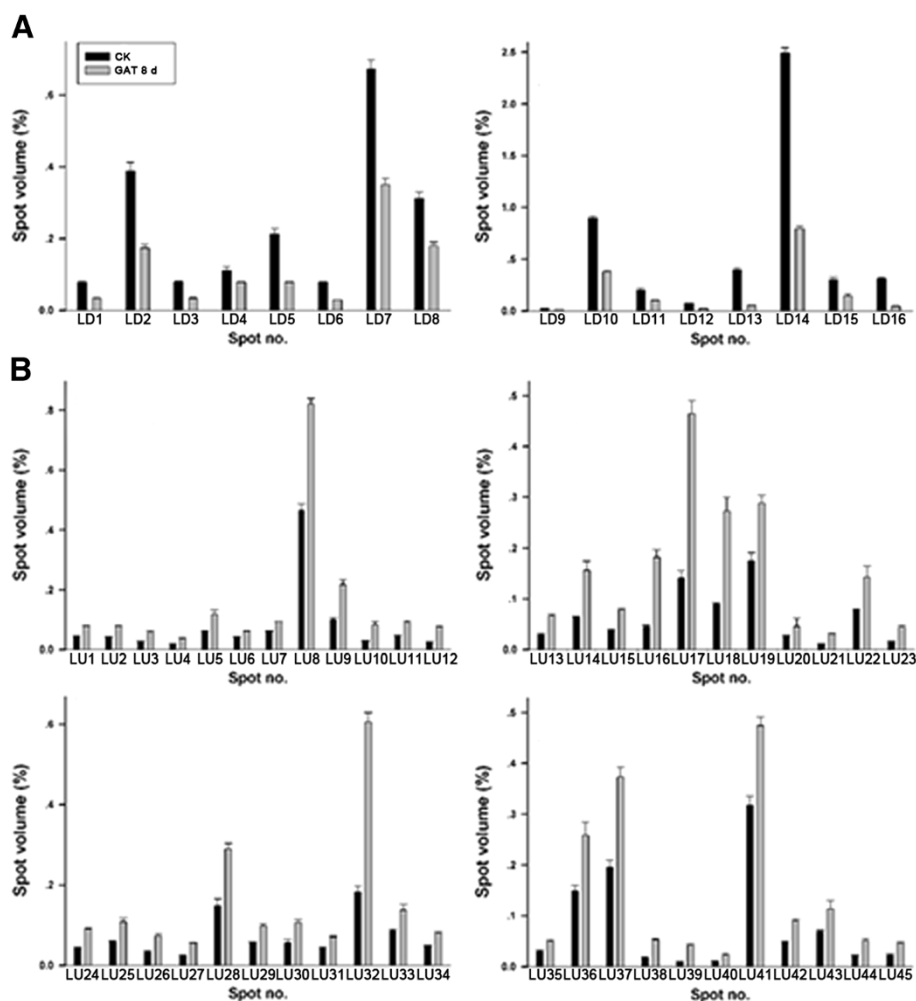 A
CK
GAT 8 d
Spot volume (%)
.6
.4
.2
0.0
LD1 LD2 LD3 LD4 LD5 LD6 LD7 LD8
Spot no.
Spot volume (%)
2.5
2.0
1.5
1.0
.5
0.0
LD9 LD10 LD11 LD12 LD13 LD14 LD15 LD16
Spot no.
B
Spot volume (%)
.8
.6
.4
.2
0.0
LU1 LU2 LU3 LU4 LU5 LU6 LU7 LU8 LU9 LU10 LU11 LU12
Spot no.
Spot volume (%)
.5
.4
.3
.2
.1
0.0
LU13 LU14 LU15 LU16 LU17 LU18 LU19 LU20 LU21 LU22 LU23
Spot no.
Spot volume (%)
.6
.4
.2
0.0
LU24 LU25 LU26 LU27 LU28 LU29 LU30 LU31 LU32 LU33 LU34
Spot no.
Spot volume (%)
.5
.4
.3
.2
.1
0.0
LU35 LU36 LU37 LU38 LU39 LU40 LU41 LU42 LU43 LU44 LU45
Spot no.